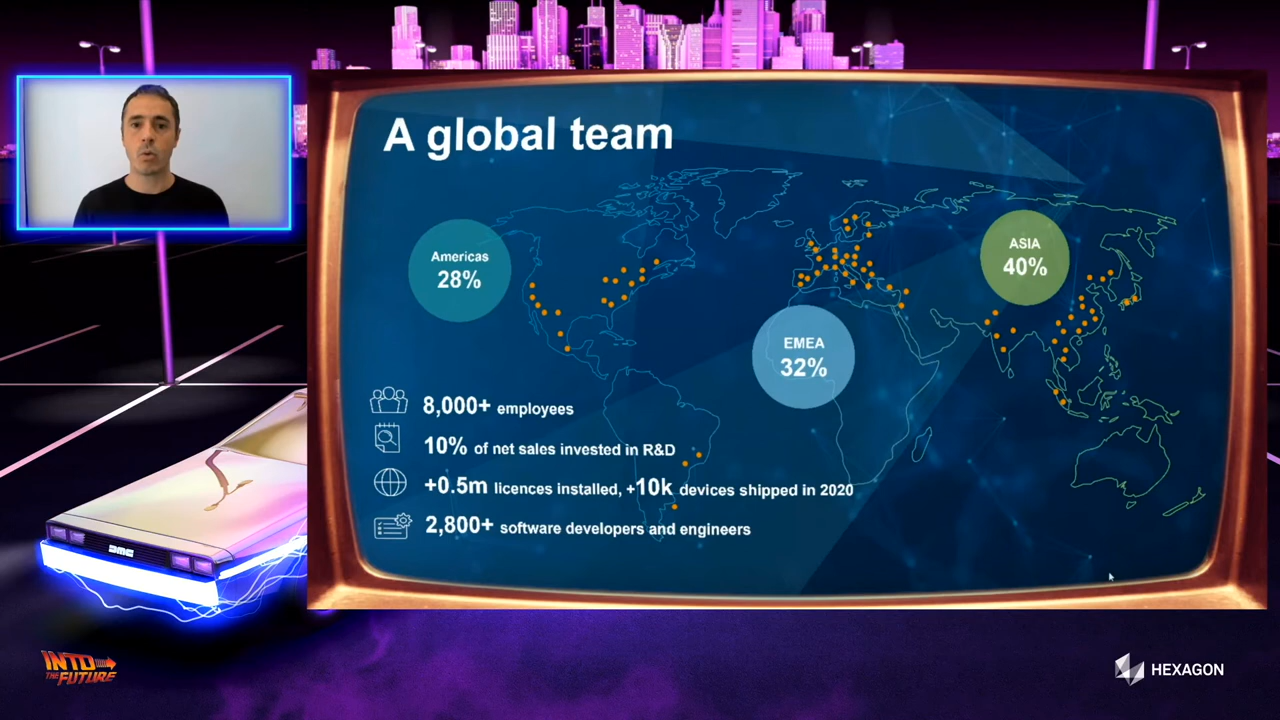 A global team
Americas
28%
ASIA
40%
EMEA
32%
8,000+ employees
10% of net sales invested in R&D
+0.5m licences installed, +10k devices shipped in 2020
2,800+ software developers and engineers
DMC
INTO
THE FUTURE
HEXAGON